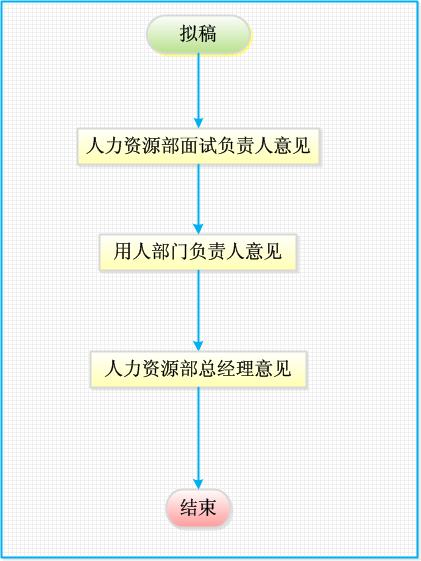 拟稿
人力资源部面试负责人意见
用人部门负责人意见
人力资源部总经理意见
结束